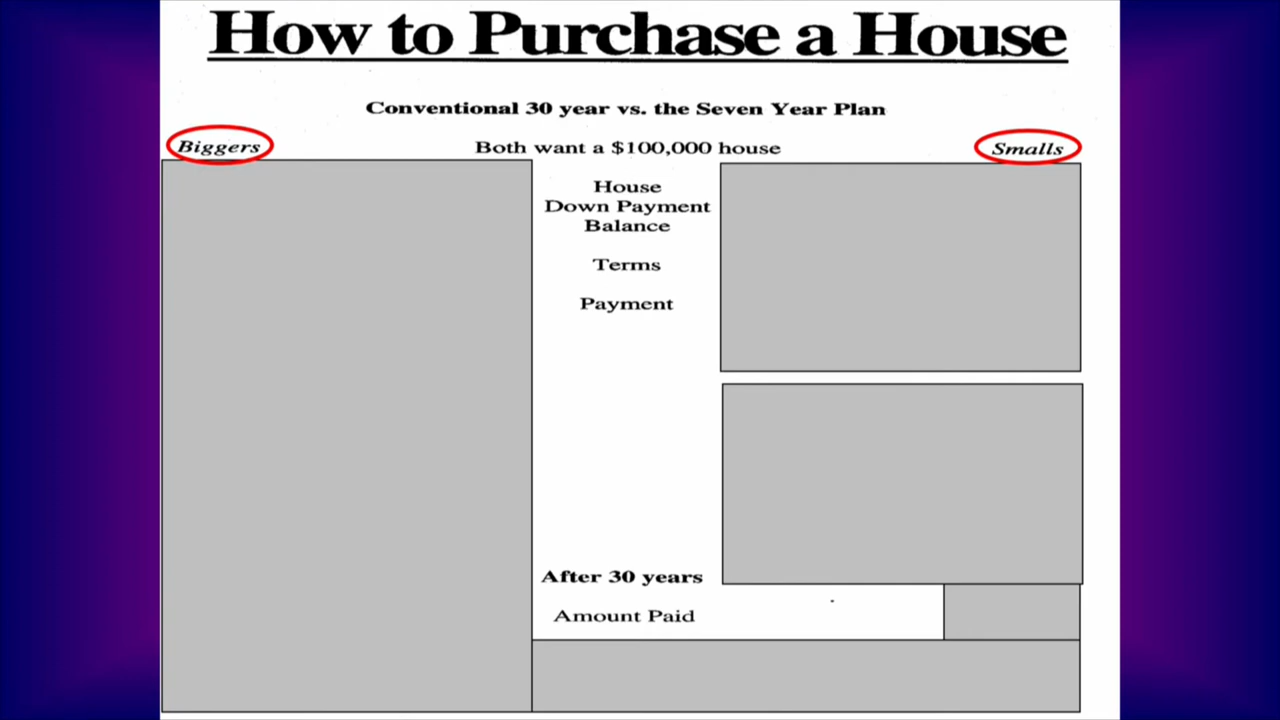 How to Purchase a House
Conventional 30 year vs. the Seven Year Plan
Biggers Both want a $100,000 house Smalls
House
Down Payment
Balance
Terms
Payment
After 30 years
Amount Paid